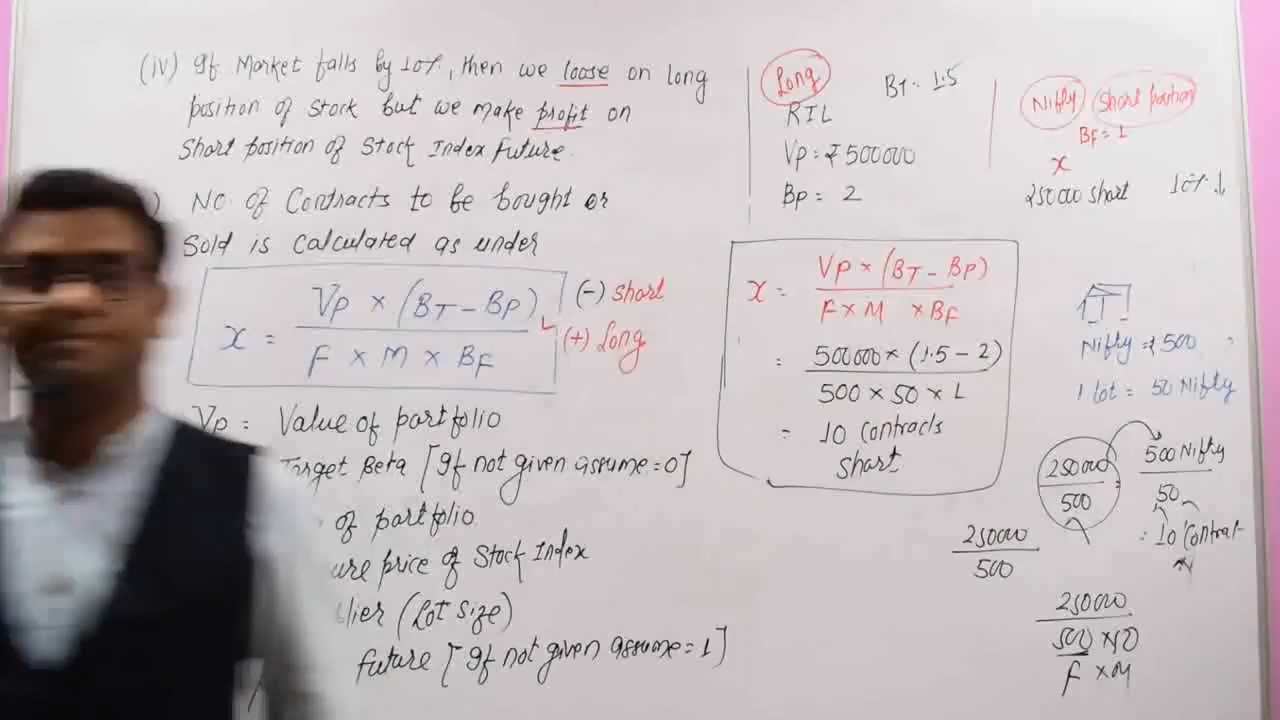 (iv) If Market falls by 10%, then we loose on long
position of stock but we make profit on
short position of Stock Index future.
) No. of Contracts to be bought or
Sold is calculated as under
x = Vp × (BT - Bp) / F × M × BF
(-) short
(+) Long
Vp = Value of portfolio
Target Beta [If not given assume = 0]
of portfolio
ure price of Stock Index
lier (Lot size)
future [If not given assume = 1]
Long
BT = 1.5
RIL
Vp = ₹ 500000
Bp = 2
x = Vp × (BT - Bp) / F × M × BF
= 500000 × (1.5 - 2) / 500 × 50 × 1
= 10 contracts
short
Nifty short position
BF = 1
x
250000 short 10% ↓
Nifty = ₹ 500
1 lot = 50 Nifty
250000 / 500
500 Nifty / 50
= 10 Contract
250000 / 500
250000 / 500 × 50
F × M